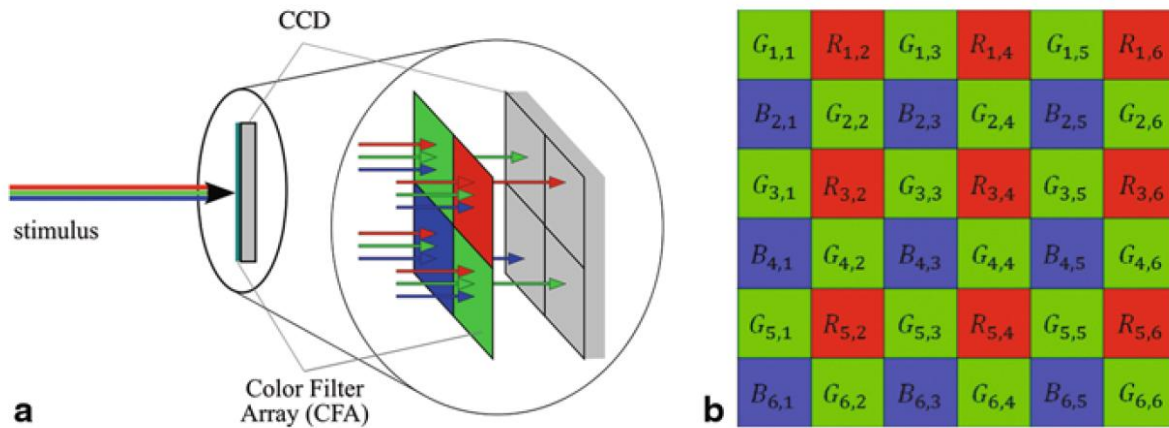 CCD
stimulus
Color Filter
Array (CFA)
a
G1,1 R1,2 G1,3 R1,4 G1,5 R1,6
B2,1 G2,2 B2,3 G2,4 B2,5 G2,6
G3,1 R3,2 G3,3 R3,4 G3,5 R3,6
B4,1 G4,2 B4,3 G4,4 B4,5 G4,6
G5,1 R5,2 G5,3 R5,4 G5,5 R5,6
B6,1 G6,2 B6,3 G6,4 B6,5 G6,6
b